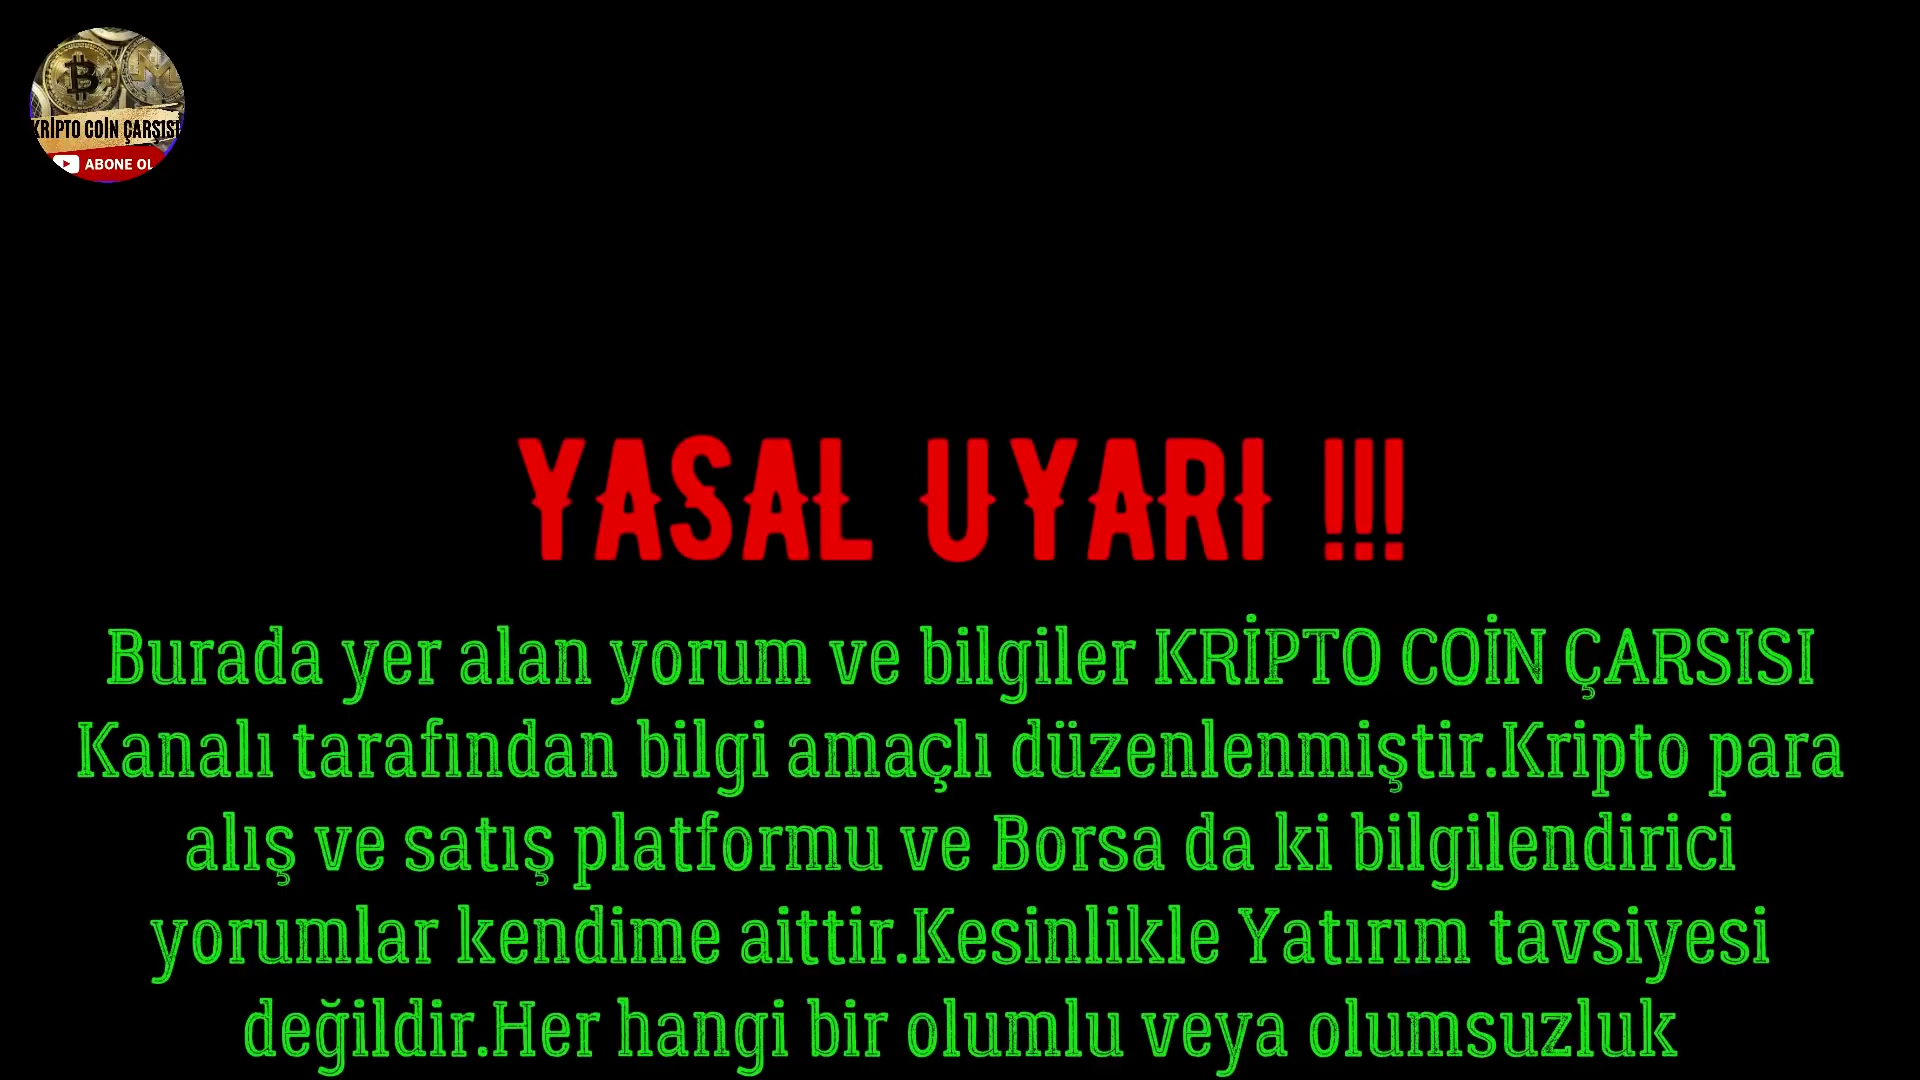 KRİPTO COİN ÇARŞISI
ABONE OL
YASAL UYARI !!!
Burada yer alan yorum ve bilgiler KRİPTO COİN ÇARSISI
Kanalı tarafından bilgi amaçlı düzenlenmiştir.Kripto para
alış ve satış platformu ve Borsa da ki bilgilendirici
yorumlar kendime aittir.Kesinlikle Yatırım tavsiyesi
değildir.Her hangi bir olumlu veya olumsuzluk